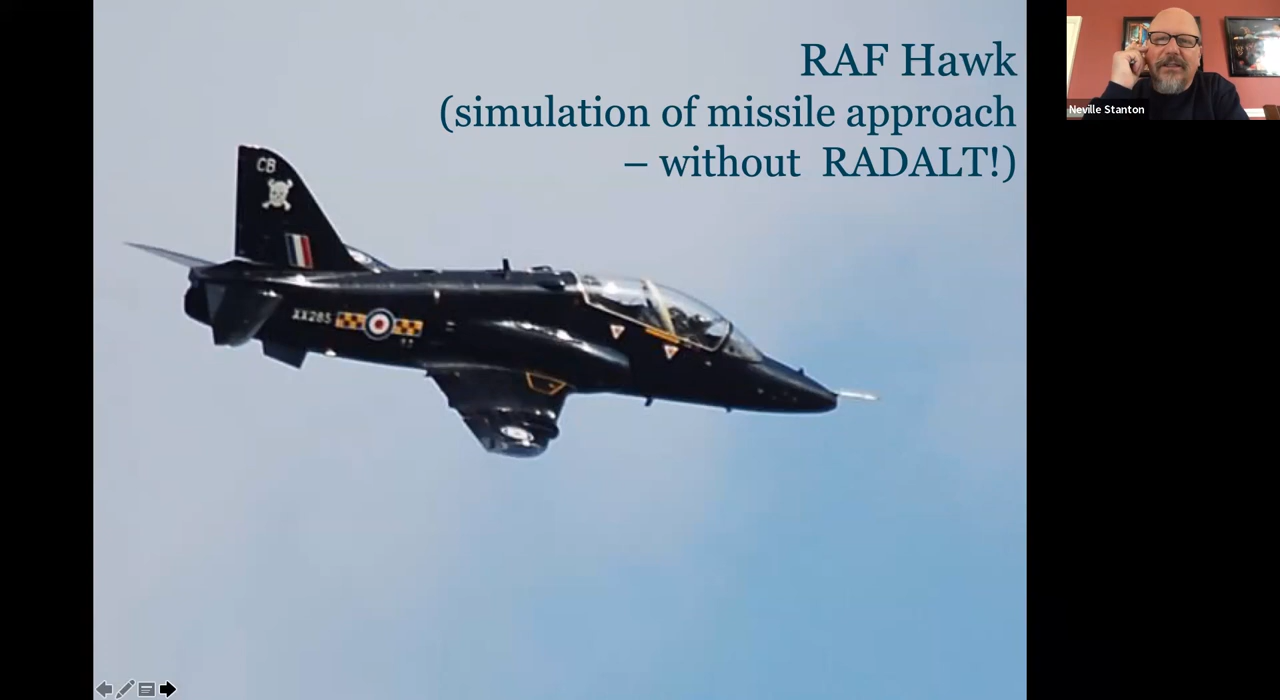 RAF Hawk
(simulation of missile approach
– without RADALT!)
Neville Stanton
CB
XX285